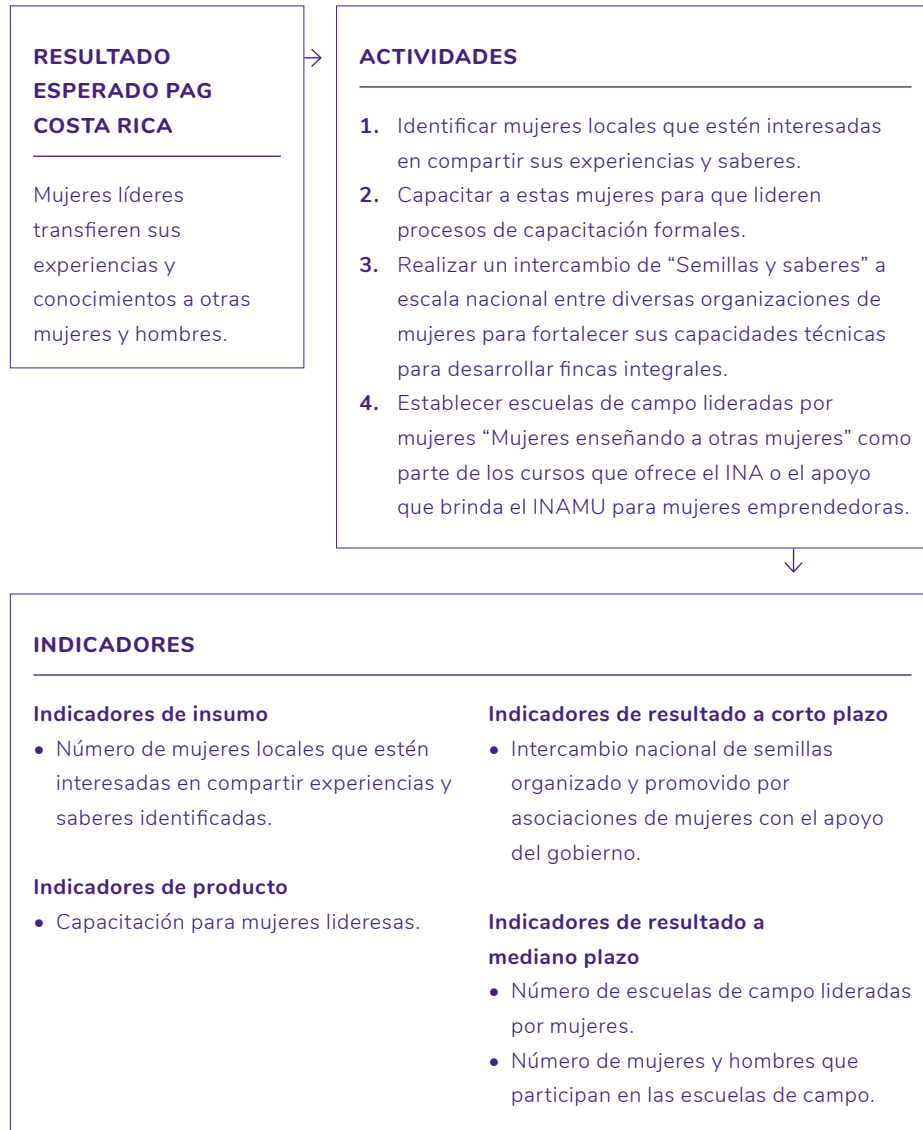 RESULTADO
ESPERADO PAG
COSTA RICA
Mujeres líderes
transfieren sus
experiencias y
conocimientos a otras
mujeres y hombres.
ACTIVIDADES
1. Identificar mujeres locales que estén interesadas
en compartir sus experiencias y saberes.
2. Capacitar a estas mujeres para que lideren
procesos de capacitación formales.
3. Realizar un intercambio de “Semillas y saberes” a
escala nacional entre diversas organizaciones de
mujeres para fortalecer sus capacidades técnicas
para desarrollar fincas integrales.
4. Establecer escuelas de campo lideradas por
mujeres “Mujeres enseñando a otras mujeres” como
parte de los cursos que ofrece el INA o el apoyo
que brinda el INAMU para mujeres emprendedoras.
INDICADORES
Indicadores de insumo
• Número de mujeres locales que estén
interesadas en compartir experiencias y
saberes identificadas.
Indicadores de producto
• Capacitación para mujeres lideresas.
Indicadores de resultado a corto plazo
• Intercambio nacional de semillas
organizado y promovido por
asociaciones de mujeres con el apoyo
del gobierno.
Indicadores de resultado a
mediano plazo
• Número de escuelas de campo lideradas
por mujeres.
• Número de mujeres y hombres que
participan en las escuelas de campo.